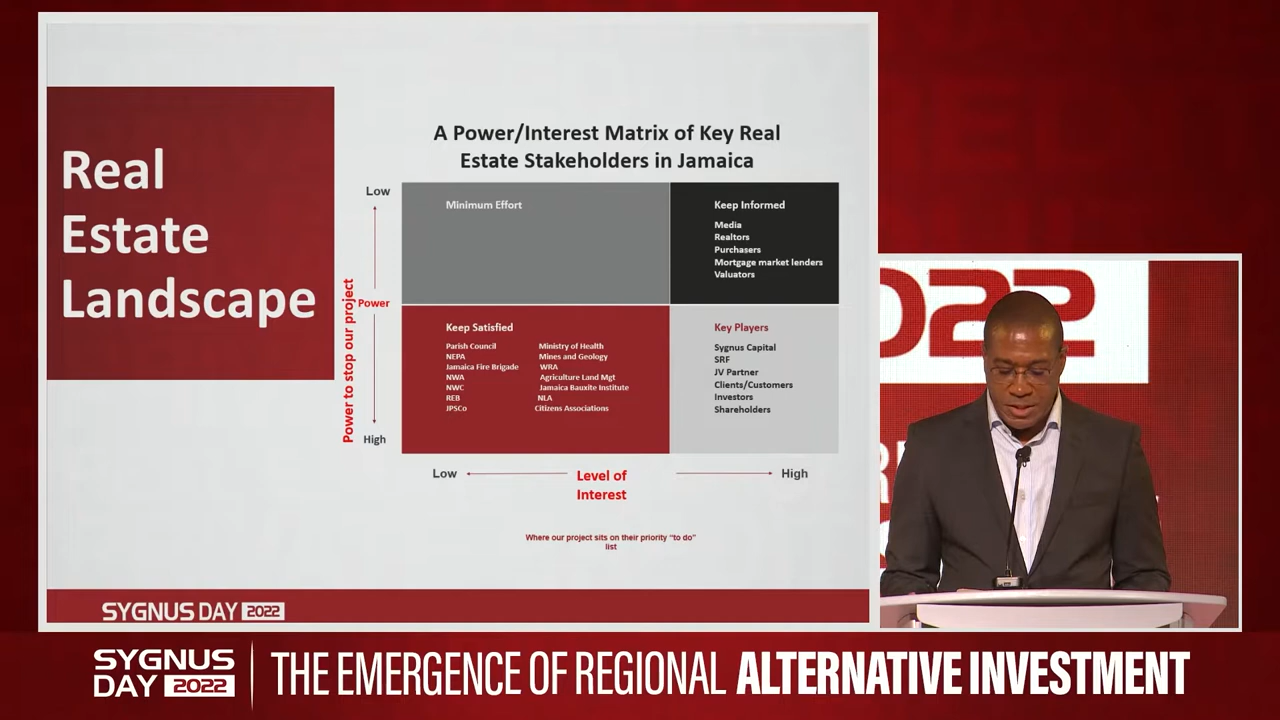 Real
Estate
Landscape
A Power/Interest Matrix of Key Real
Estate Stakeholders in Jamaica
Low
Power
High
Power to stop our project
Minimum Effort
Keep Informed
Media
Realtors
Purchasers
Mortgage market lenders
Valuators
Keep Satisfied
Parish Council Ministry of Health
NEPA Mines and Geology
Jamaica Fire Brigade WRA
NWA Agriculture Land Mgt
NWC Jamaica Bauxite Institute
REB NLA
JPSCo Citizens Associations
Key Players
Sygnus Capital
SRF
JV Partner
Clients/Customers
Investors
Shareholders
Low
Level of
Interest
High
Where our project sits on their priority "to do"
list
SYGNUS DAY 2022
022
SYGNUS
DAY 2022
THE EMERGENCE OF REGIONAL ALTERNATIVE INVESTMENT